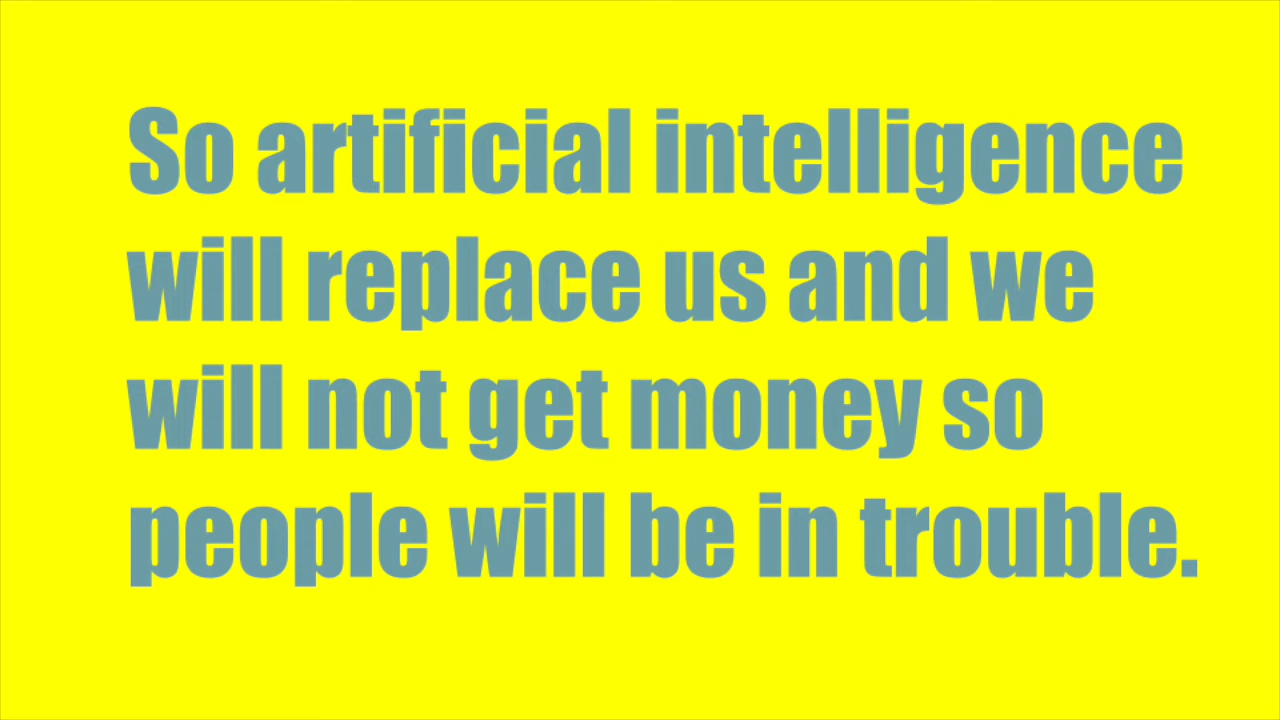 So artificial intelligence
will replace us and we
will not get money so
people will be in trouble.